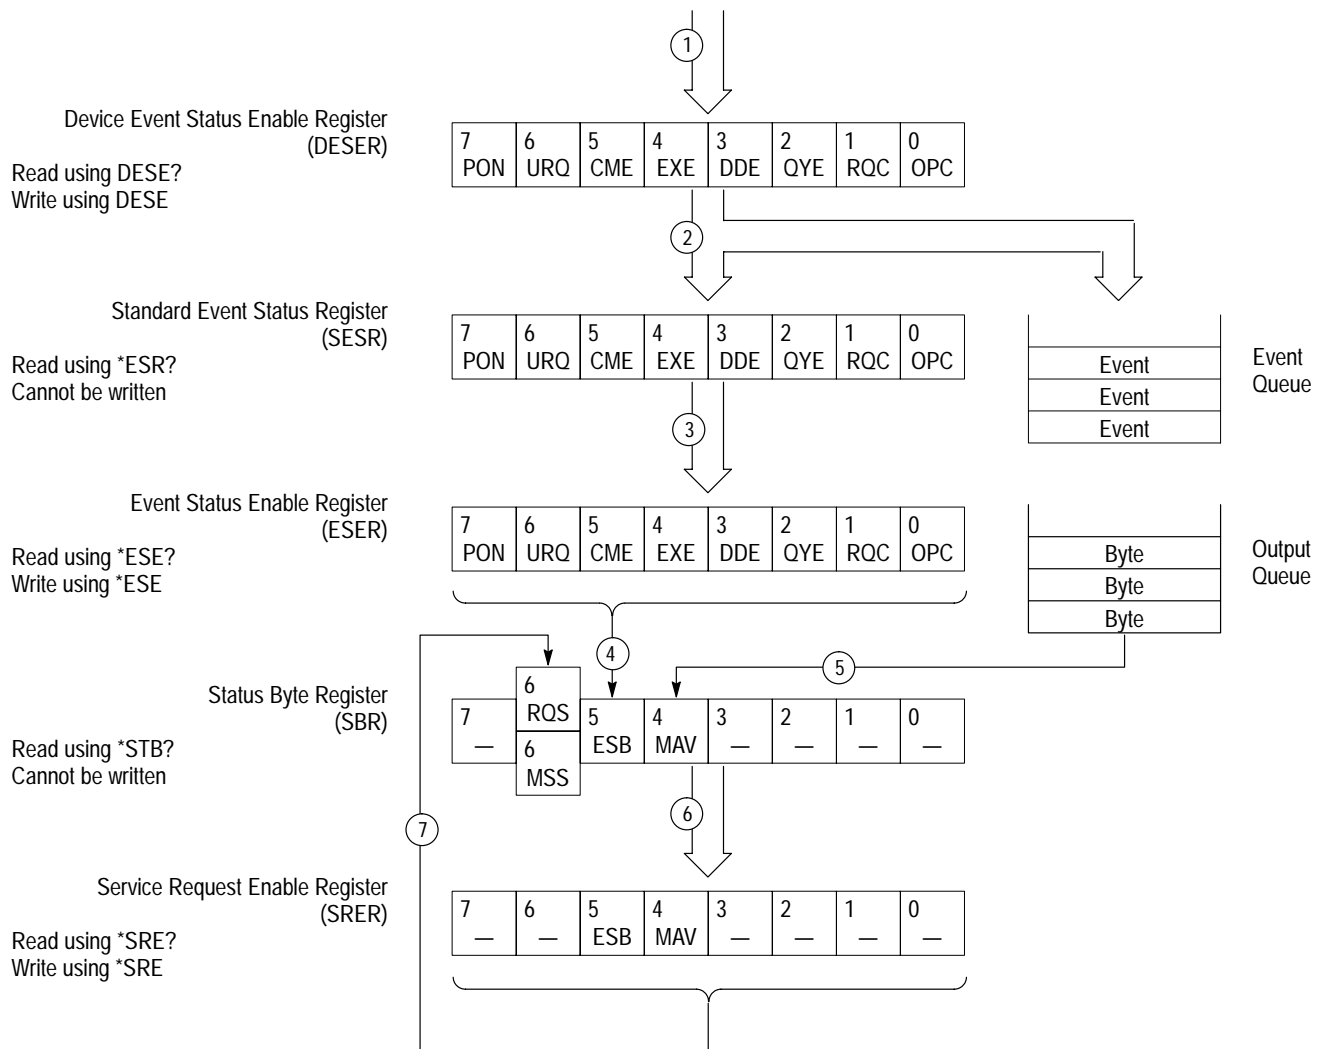 1
Device Event Status Enable Register
(DESER)
Read using DESE?
Write using DESE
7 6 5 4 3 2 1 0
PON URQ CME EXE DDE QYE RQC OPC
2
Standard Event Status Register
(SESR)
Read using *ESR?
Cannot be written
7 6 5 4 3 2 1 0
PON URQ CME EXE DDE QYE RQC OPC
Event
Event
Event
Event
Queue
3
Event Status Enable Register
(ESER)
Read using *ESE?
Write using *ESE
7 6 5 4 3 2 1 0
PON URQ CME EXE DDE QYE RQC OPC
Byte
Byte
Byte
Output
Queue
4
5
Status Byte Register
(SBR)
Read using *STB?
Cannot be written
6
RQS
7 5 4 3 2 1 0
— ESB MAV — — — —
6
MSS
6
7
Service Request Enable Register
(SRER)
Read using *SRE?
Write using *SRE
7 6 5 4 3 2 1 0
— — ESB MAV — — — —